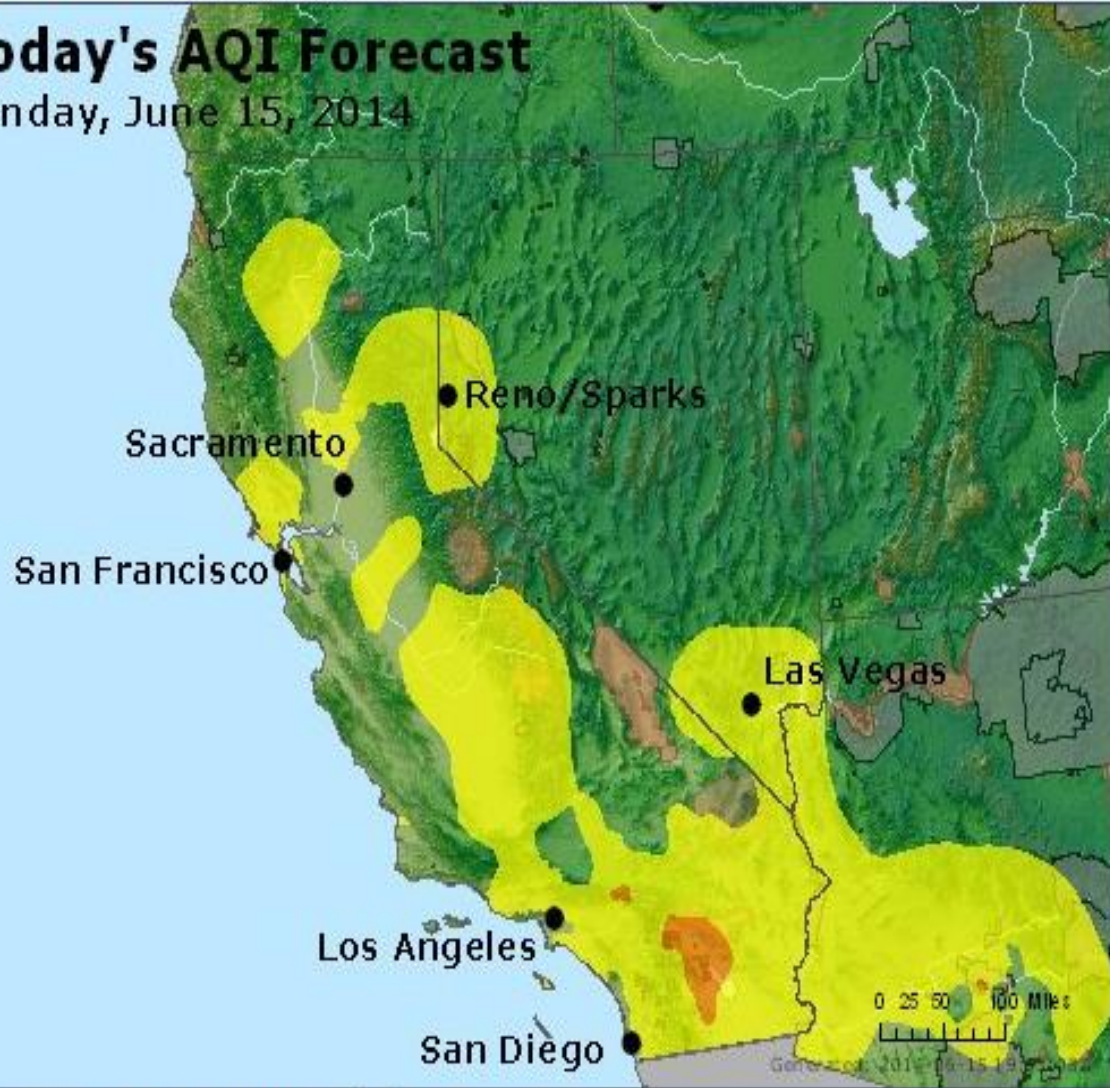 oday's AQI Forecast
nday, June 15, 2014
Reno/Sparks
Sacramento
San Francisco
Las Vegas
Los Angeles
0 25 50 100 Miles
San Diego